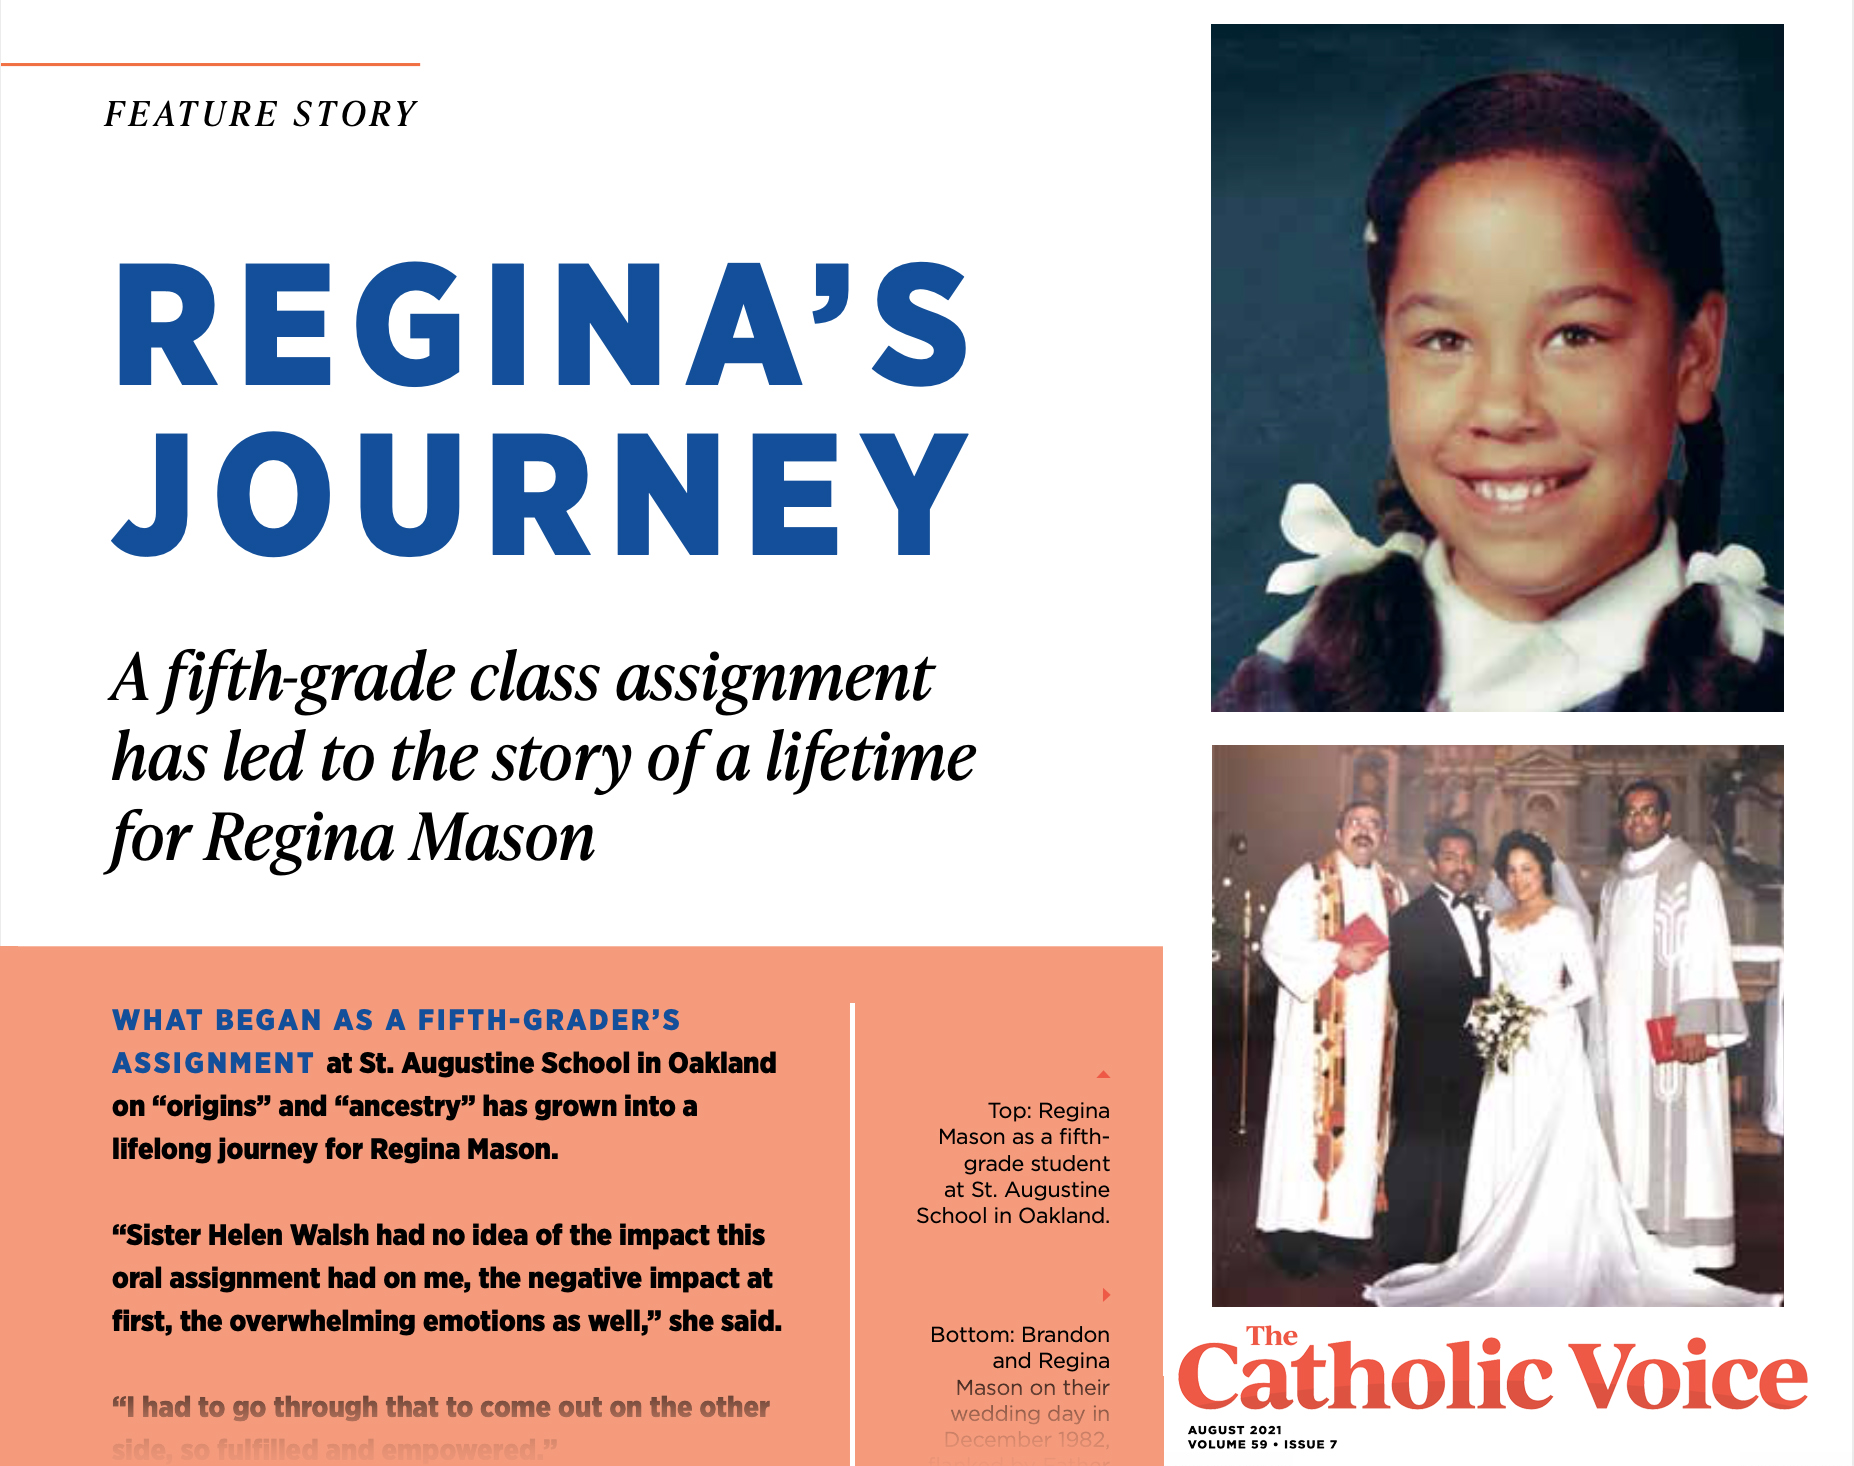 FEATURE STORY
REGINA’S
JOURNEY
A fifth-grade class assignment
has led to the story of a lifetime
for Regina Mason
WHAT BEGAN AS A FIFTH-GRADER’S
ASSIGNMENT at St. Augustine School in Oakland
on “origins” and “ancestry” has grown into a
lifelong journey for Regina Mason.
“Sister Helen Walsh had no idea of the impact this
oral assignment had on me, the negative impact at
first, the overwhelming emotions as well,” she said.
“I had to go through that to come out on the other
side, so fulfilled and empowered.”
Top: Regina
Mason as a fifth-
grade student
at St. Augustine
School in Oakland.
Bottom: Brandon
and Regina
Mason on their
wedding day in
December 1982,
The
Catholic Voice
AUGUST 2021
VOLUME 59 • ISSUE 7